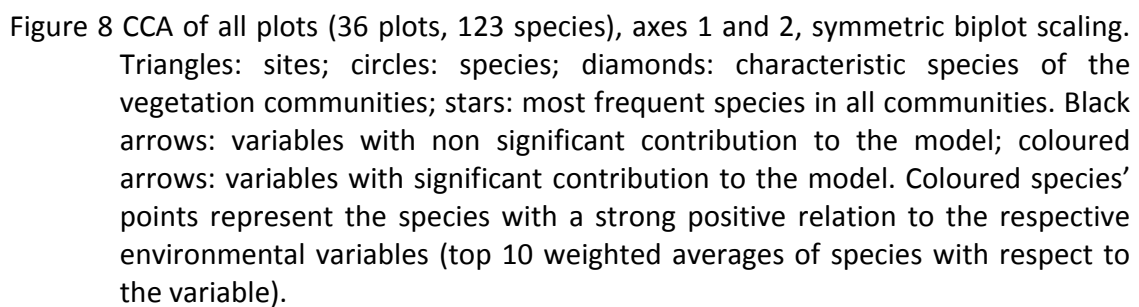 Figure 8 CCA of all plots (36 plots, 123 species), axes 1 and 2, symmetric biplot scaling.
Triangles: sites; circles: species; diamonds: characteristic species of the
vegetation communities; stars: most frequent species in all communities. Black
arrows: variables with non significant contribution to the model; coloured
arrows: variables with significant contribution to the model. Coloured species’
points represent the species with a strong positive relation to the respective
environmental variables (top 10 weighted averages of species with respect to
the variable).